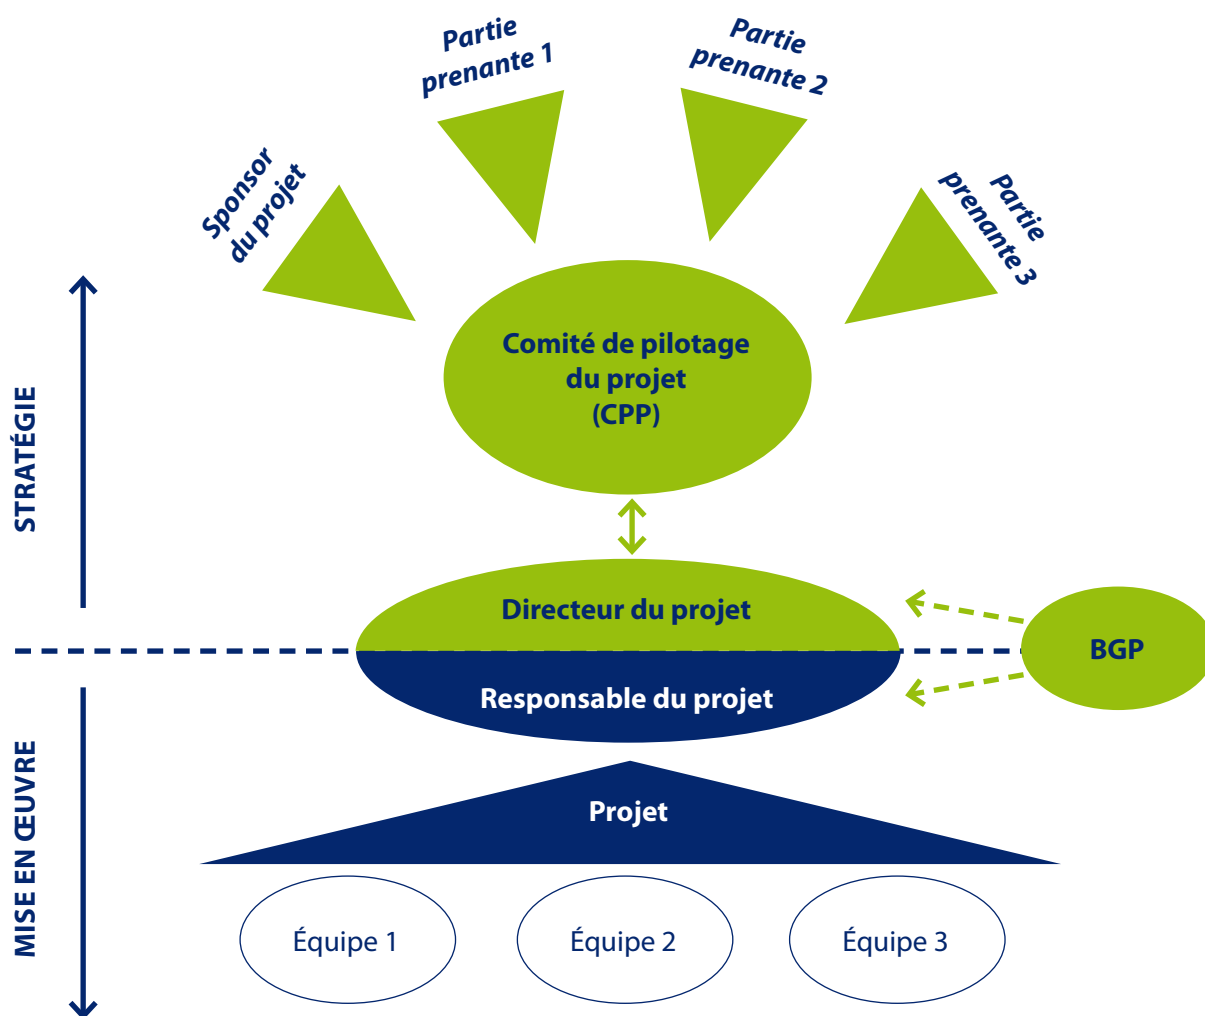 Partie
prenante 1
Partie
prenante 2
Sponsor
du projet
Partie
prenante 3
Comité de pilotage
du projet
(CPP)
STRATÉGIE
Directeur du projet
BGP
Responsable du projet
MISE EN ŒUVRE
Projet
Équipe 1
Équipe 2
Équipe 3